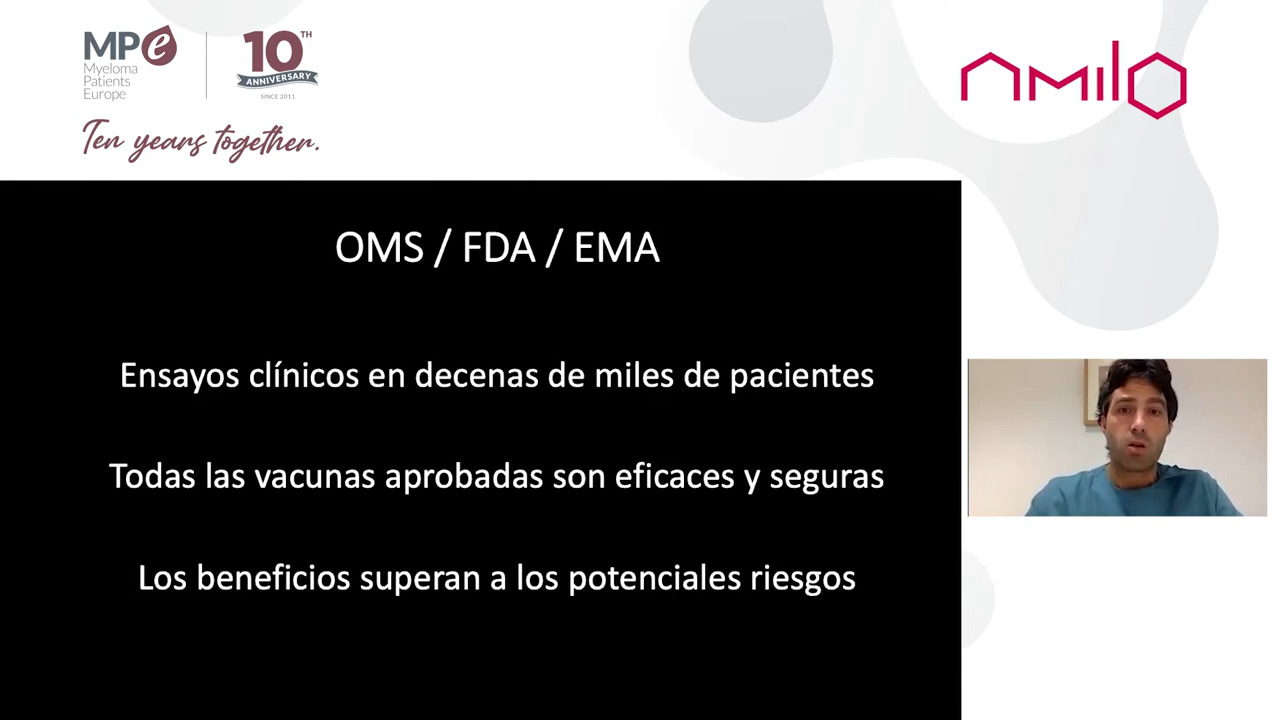 MPe
Myeloma
Patients
Europe
10TH
ANNIVERSARY
SINCE 2011
Ten years together.
nmilo
OMS / FDA / EMA
Ensayos clínicos en decenas de miles de pacientes
Todas las vacunas aprobadas son eficaces y seguras
Los beneficios superan a los potenciales riesgos